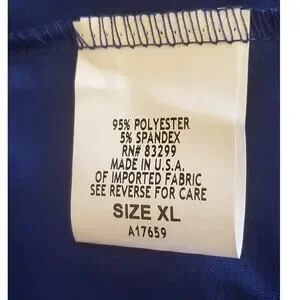 95% POLYESTER
5% SPANDEX
RN# 83299
MADE IN U.S.A.
OF IMPORTED FABRIC
SEE REVERSE FOR CARE
SIZE XL
A17659